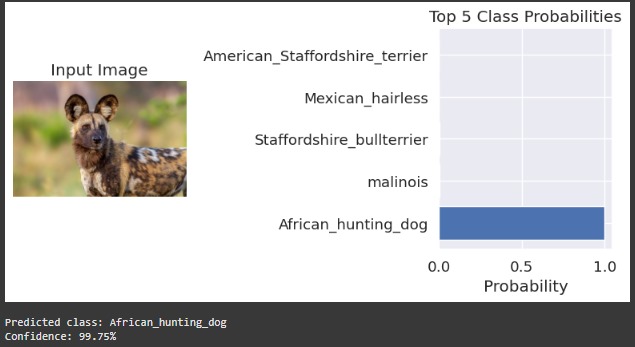 Top 5 Class Probabilities
Input Image
American_Staffordshire_terrier
Mexican_hairless
Staffordshire_bullterrier
malinois
African_hunting_dog
0.0 0.5 1.0
Probability
Predicted class: African_hunting_dog
Confidence: 99.75%